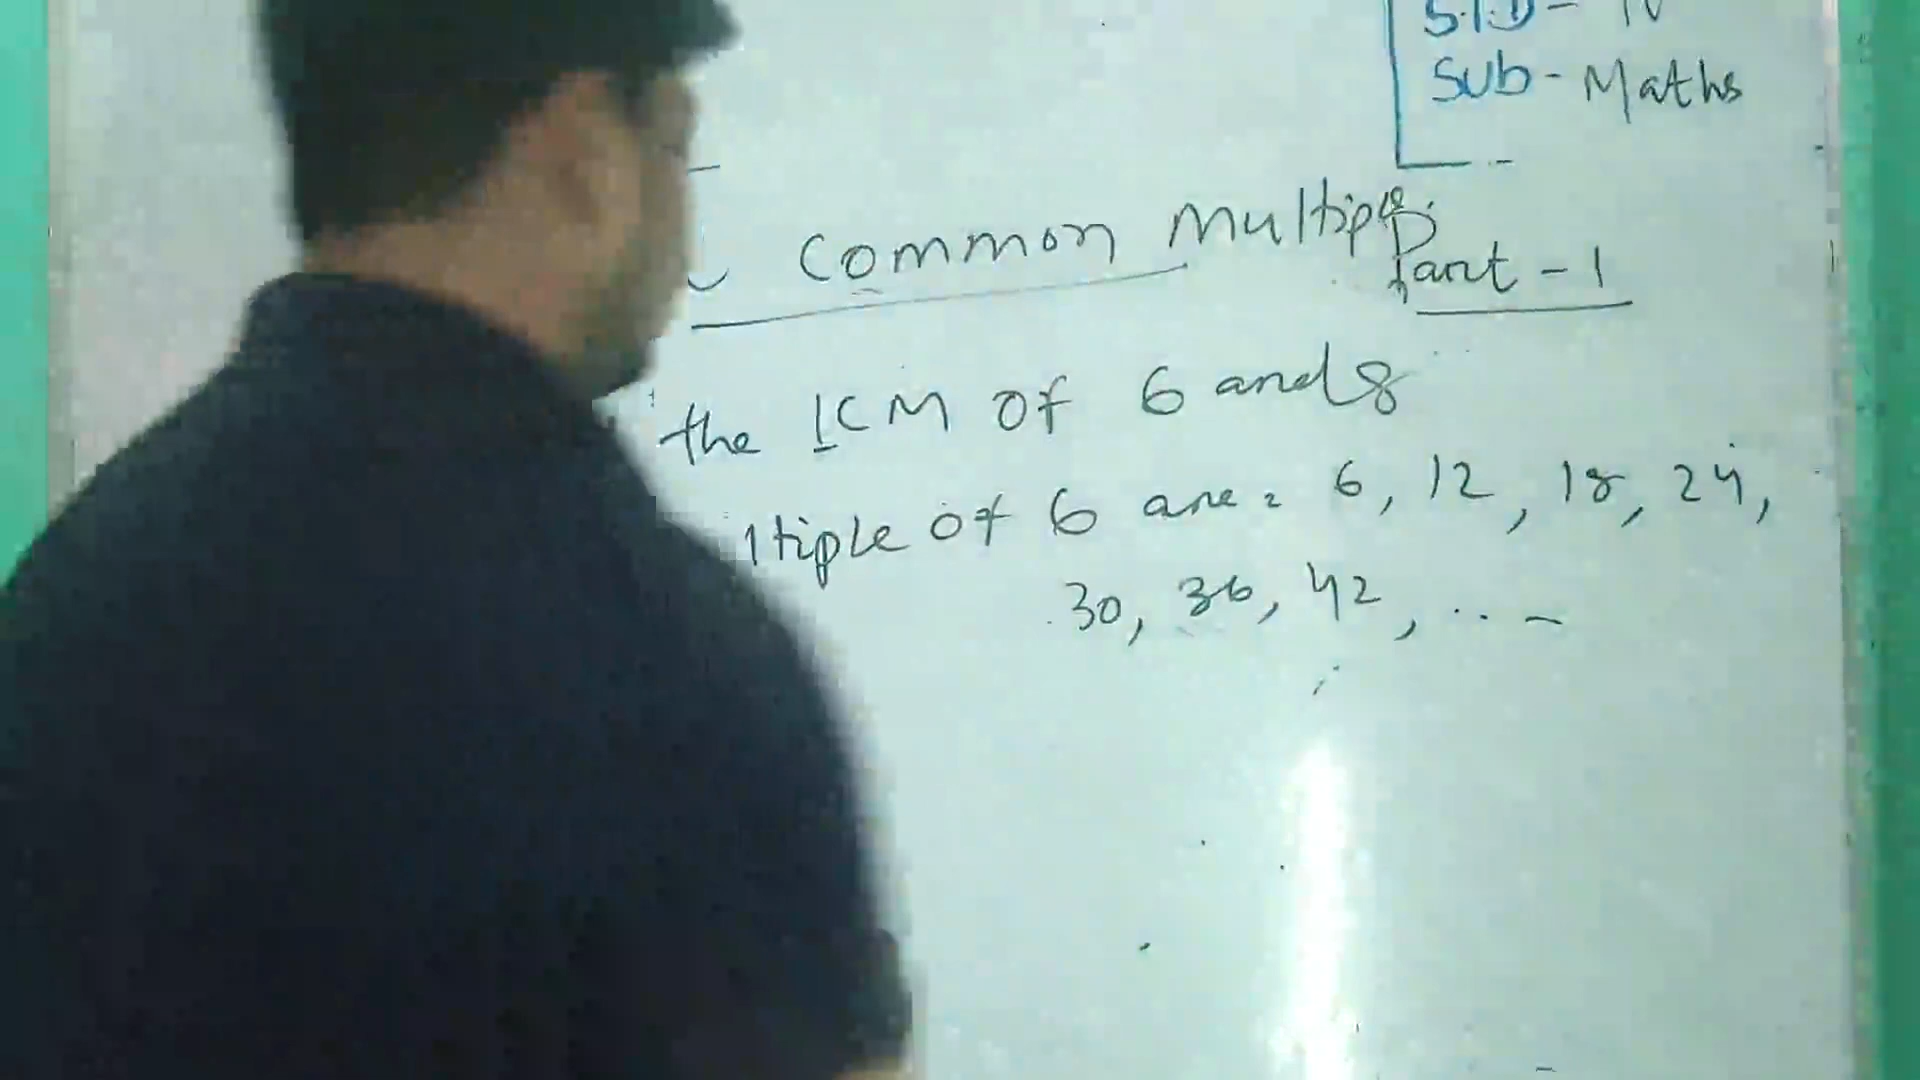 S.T.D - IV
Sub - Maths
Common Multiple
Part - 1
the LCM of 6 and 8
ltiple of 6 are = 6, 12, 18, 24,
30, 36, 42, ...